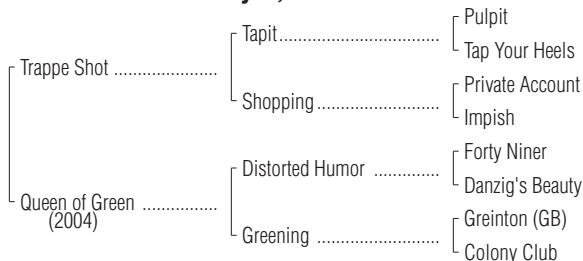 Pulpit
Tapit
Tap Your Heels
Trappe Shot
Private Account
Shopping
Impish
Forty Niner
Distorted Humor
Danzig's Beauty
Queen of Green
(2004)
Greinton (GB)
Greening
Colony Club